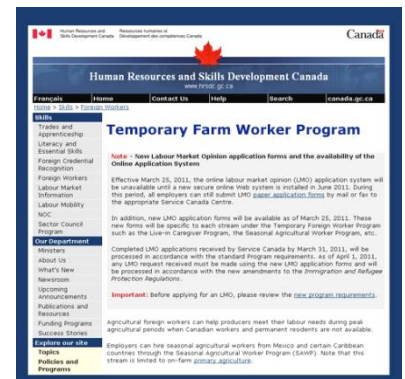 Human Resources and Skills Development Canada
Ressources humaines et Développement des compétences Canada
Canada
Human Resources and Skills Development Canada
www.hrsdc.gc.ca
Français Home Contact Us Help Search canada.gc.ca
Home > Skills > Foreign Workers
Skills
Trades and
Apprenticeship
Literacy and
Essential Skills
Foreign Credential
Recognition
Foreign Workers
Labour Market
Information
Labour Mobility
NOC
Sector Council
Program
Our Department
Ministers
About Us
What's New
Newsroom
Upcoming
Announcements
Publications and
Resources
Funding Programs
Success Stories
Explore our site
Topics
Policies and
Programs
Temporary Farm Worker Program
Note - New Labour Market Opinion application forms and the availability of the
Online Application System
Effective March 25, 2011, the online labour market opinion (LMO) application system will
be unavailable until a new secure online Web system is installed in June 2011. During
this period, all employers can still submit LMO paper application forms by mail or fax to
the appropriate Service Canada Centre.
In addition, new LMO application forms will be available as of March 25, 2011. These
new forms will be specific to each stream under the Temporary Foreign Worker Program
such as the Live-in Caregiver Program, the Seasonal Agricultural Worker Program, etc.
Completed LMO applications received by Service Canada by March 31, 2011, will be
processed in accordance with the standard Program requirements. As of April 1, 2011,
any LMO request received must be made using the new LMO application forms and will
be processed in accordance with the new amendments to the Immigration and Refugee
Protection Regulations.
Important: Before applying for an LMO, please review the new program requirements.
Agricultural foreign workers can help producers meet their labour needs during peak
agricultural periods when Canadian workers and permanent residents are not available.
Employers can hire seasonal agricultural workers from Mexico and certain Caribbean
countries through the Seasonal Agricultural Worker Program (SAWP). Note that this
stream is limited to on-farm primary agriculture.